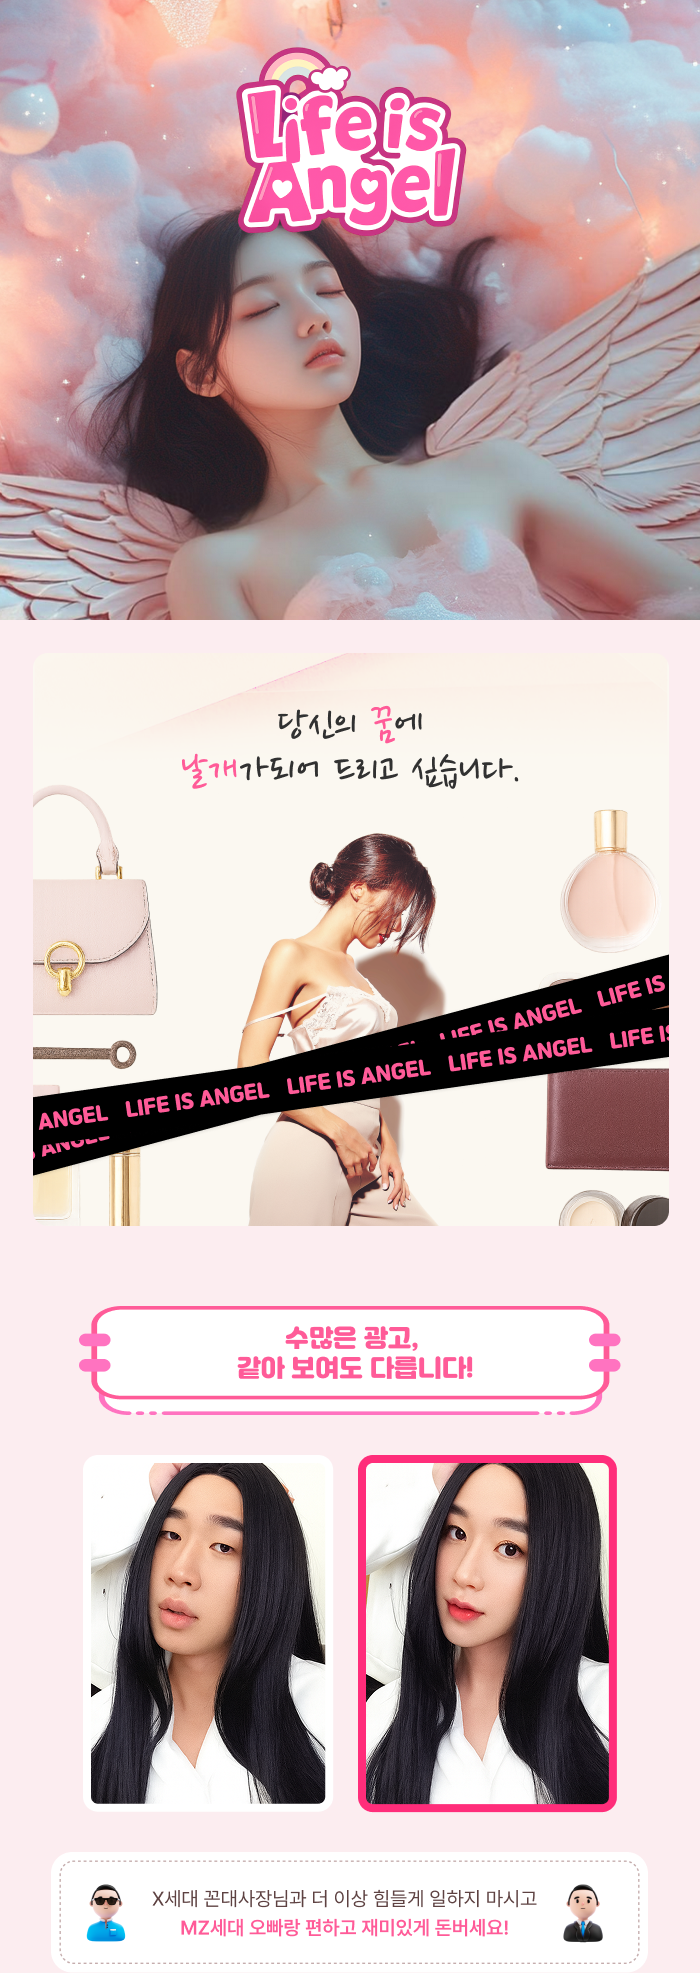 Life is
Angel
당신의 꿈에
날개가되어 드리고 싶습니다.
LIFE IS ANGEL LIFE IS
ANGEL LIFE IS ANGEL LIFE IS ANGEL LIFE IS ANGEL LIFE IS
S ANGEL
수많은 광고,
같아 보여도 다릅니다!
X세대 꼰대사장님과 더 이상 힘들게 일하지 마시고
MZ세대 오빠랑 편하고 재미있게 돈버세요!